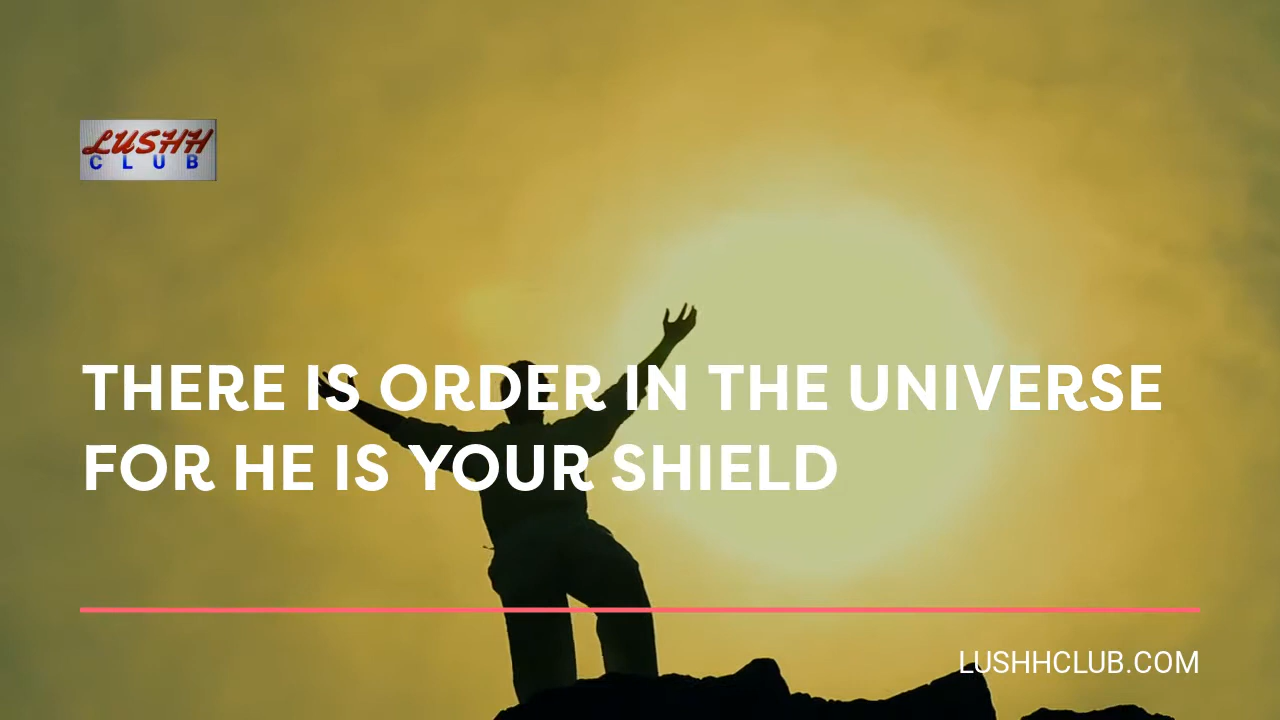 LUSHH
CLUB
THERE IS ORDER IN THE UNIVERSE
FOR HE IS YOUR SHIELD
LUSHHCLUB.COM